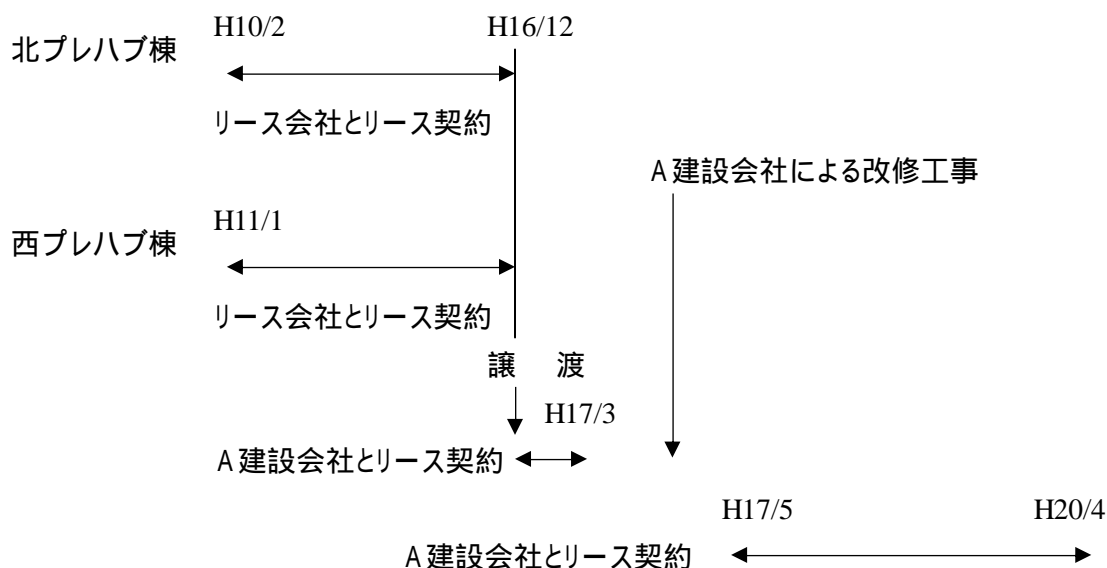 H10/2 H16/12
北プレハブ棟
リース会社とリース契約
A建設会社による改修工事
H11/1
西プレハブ棟
リース会社とリース契約
譲 渡
H17/3
A建設会社とリース契約
H17/5 H20/4
A建設会社とリース契約